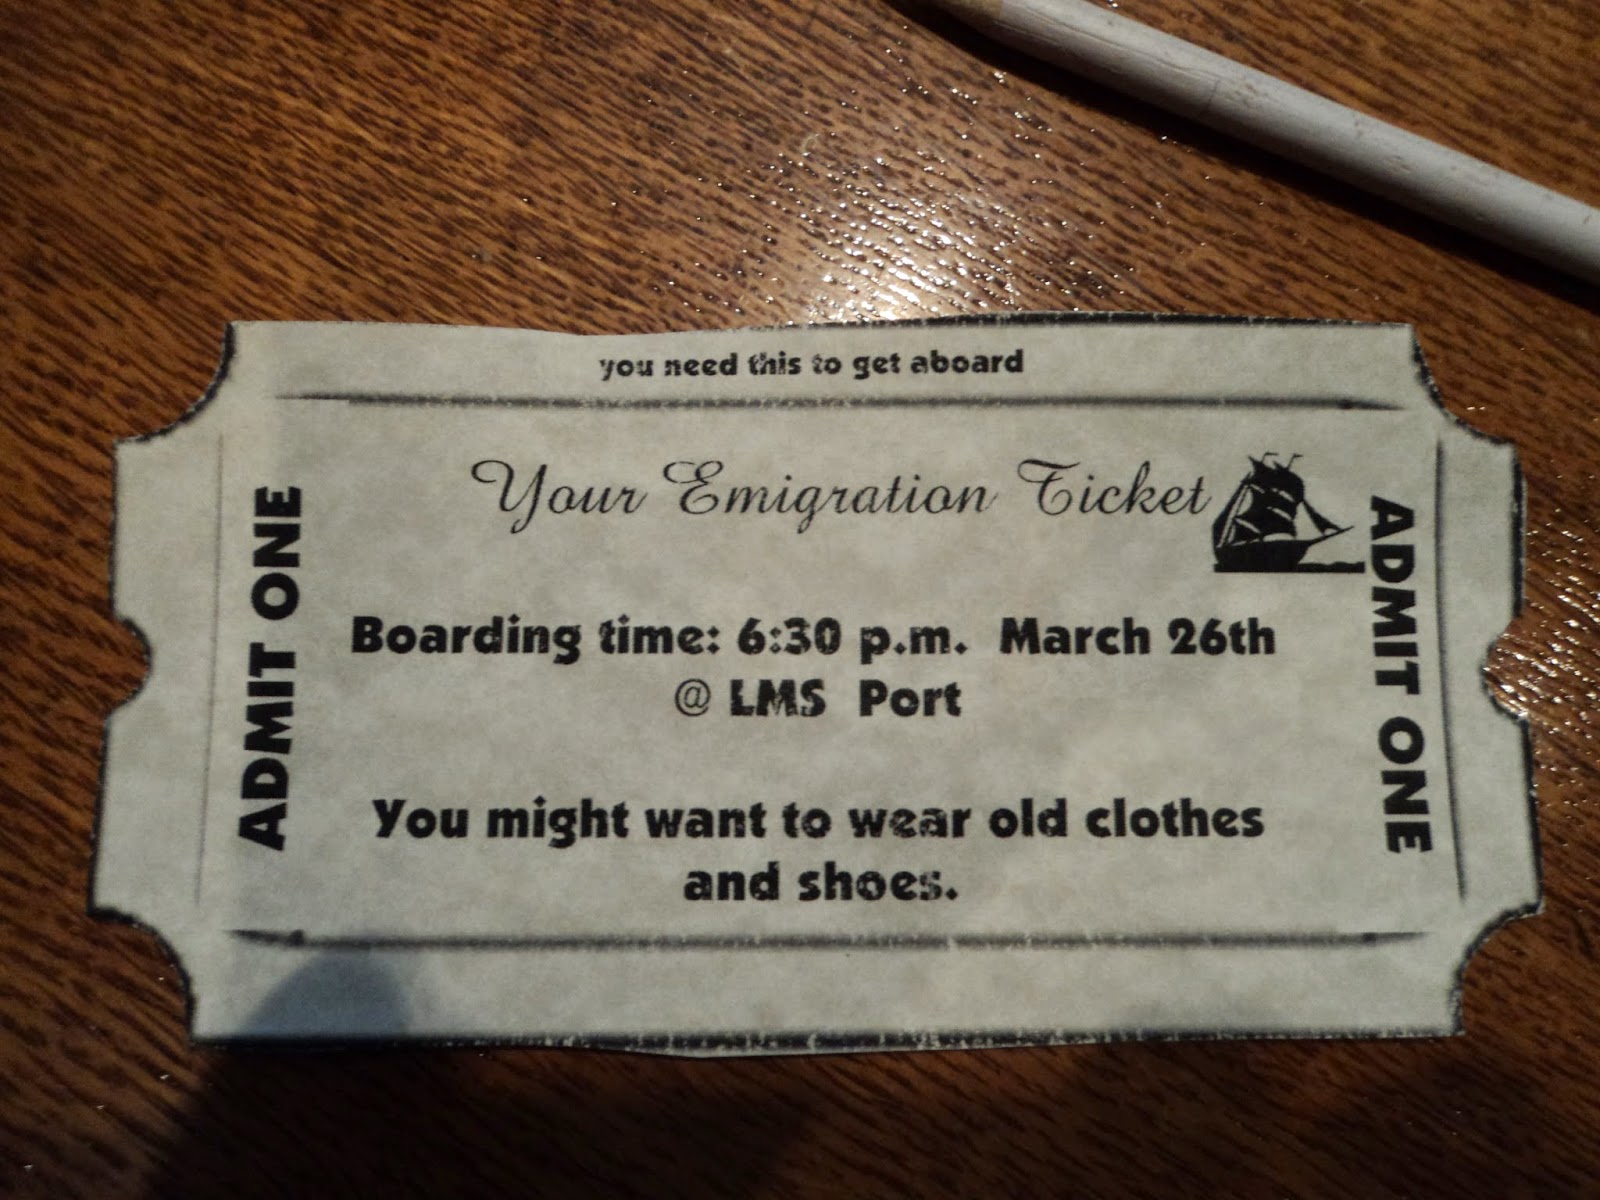 you need this to get aboard
Your Emigration Ticket
ADMIT ONE
Boarding time: 6:30 p.m. March 26th
@ LMS Port
You might want to wear old clothes
and shoes.
ADMIT ONE